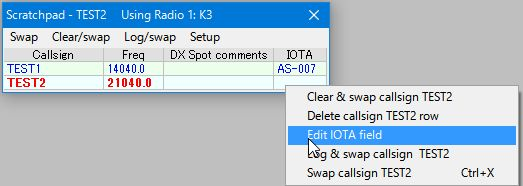 Scratchpad - TEST2 Using Radio 1: K3
Swap Clear/swap Log/swap Setup
Callsign Freq DX Spot comments IOTA
TEST1 14040.0 AS-007
TEST2 21040.0
Clear & swap callsign TEST2
Delete callsign TEST2 row
Edit IOTA field
Log & swap callsign TEST2
Swap callsign TEST2 Ctrl+X